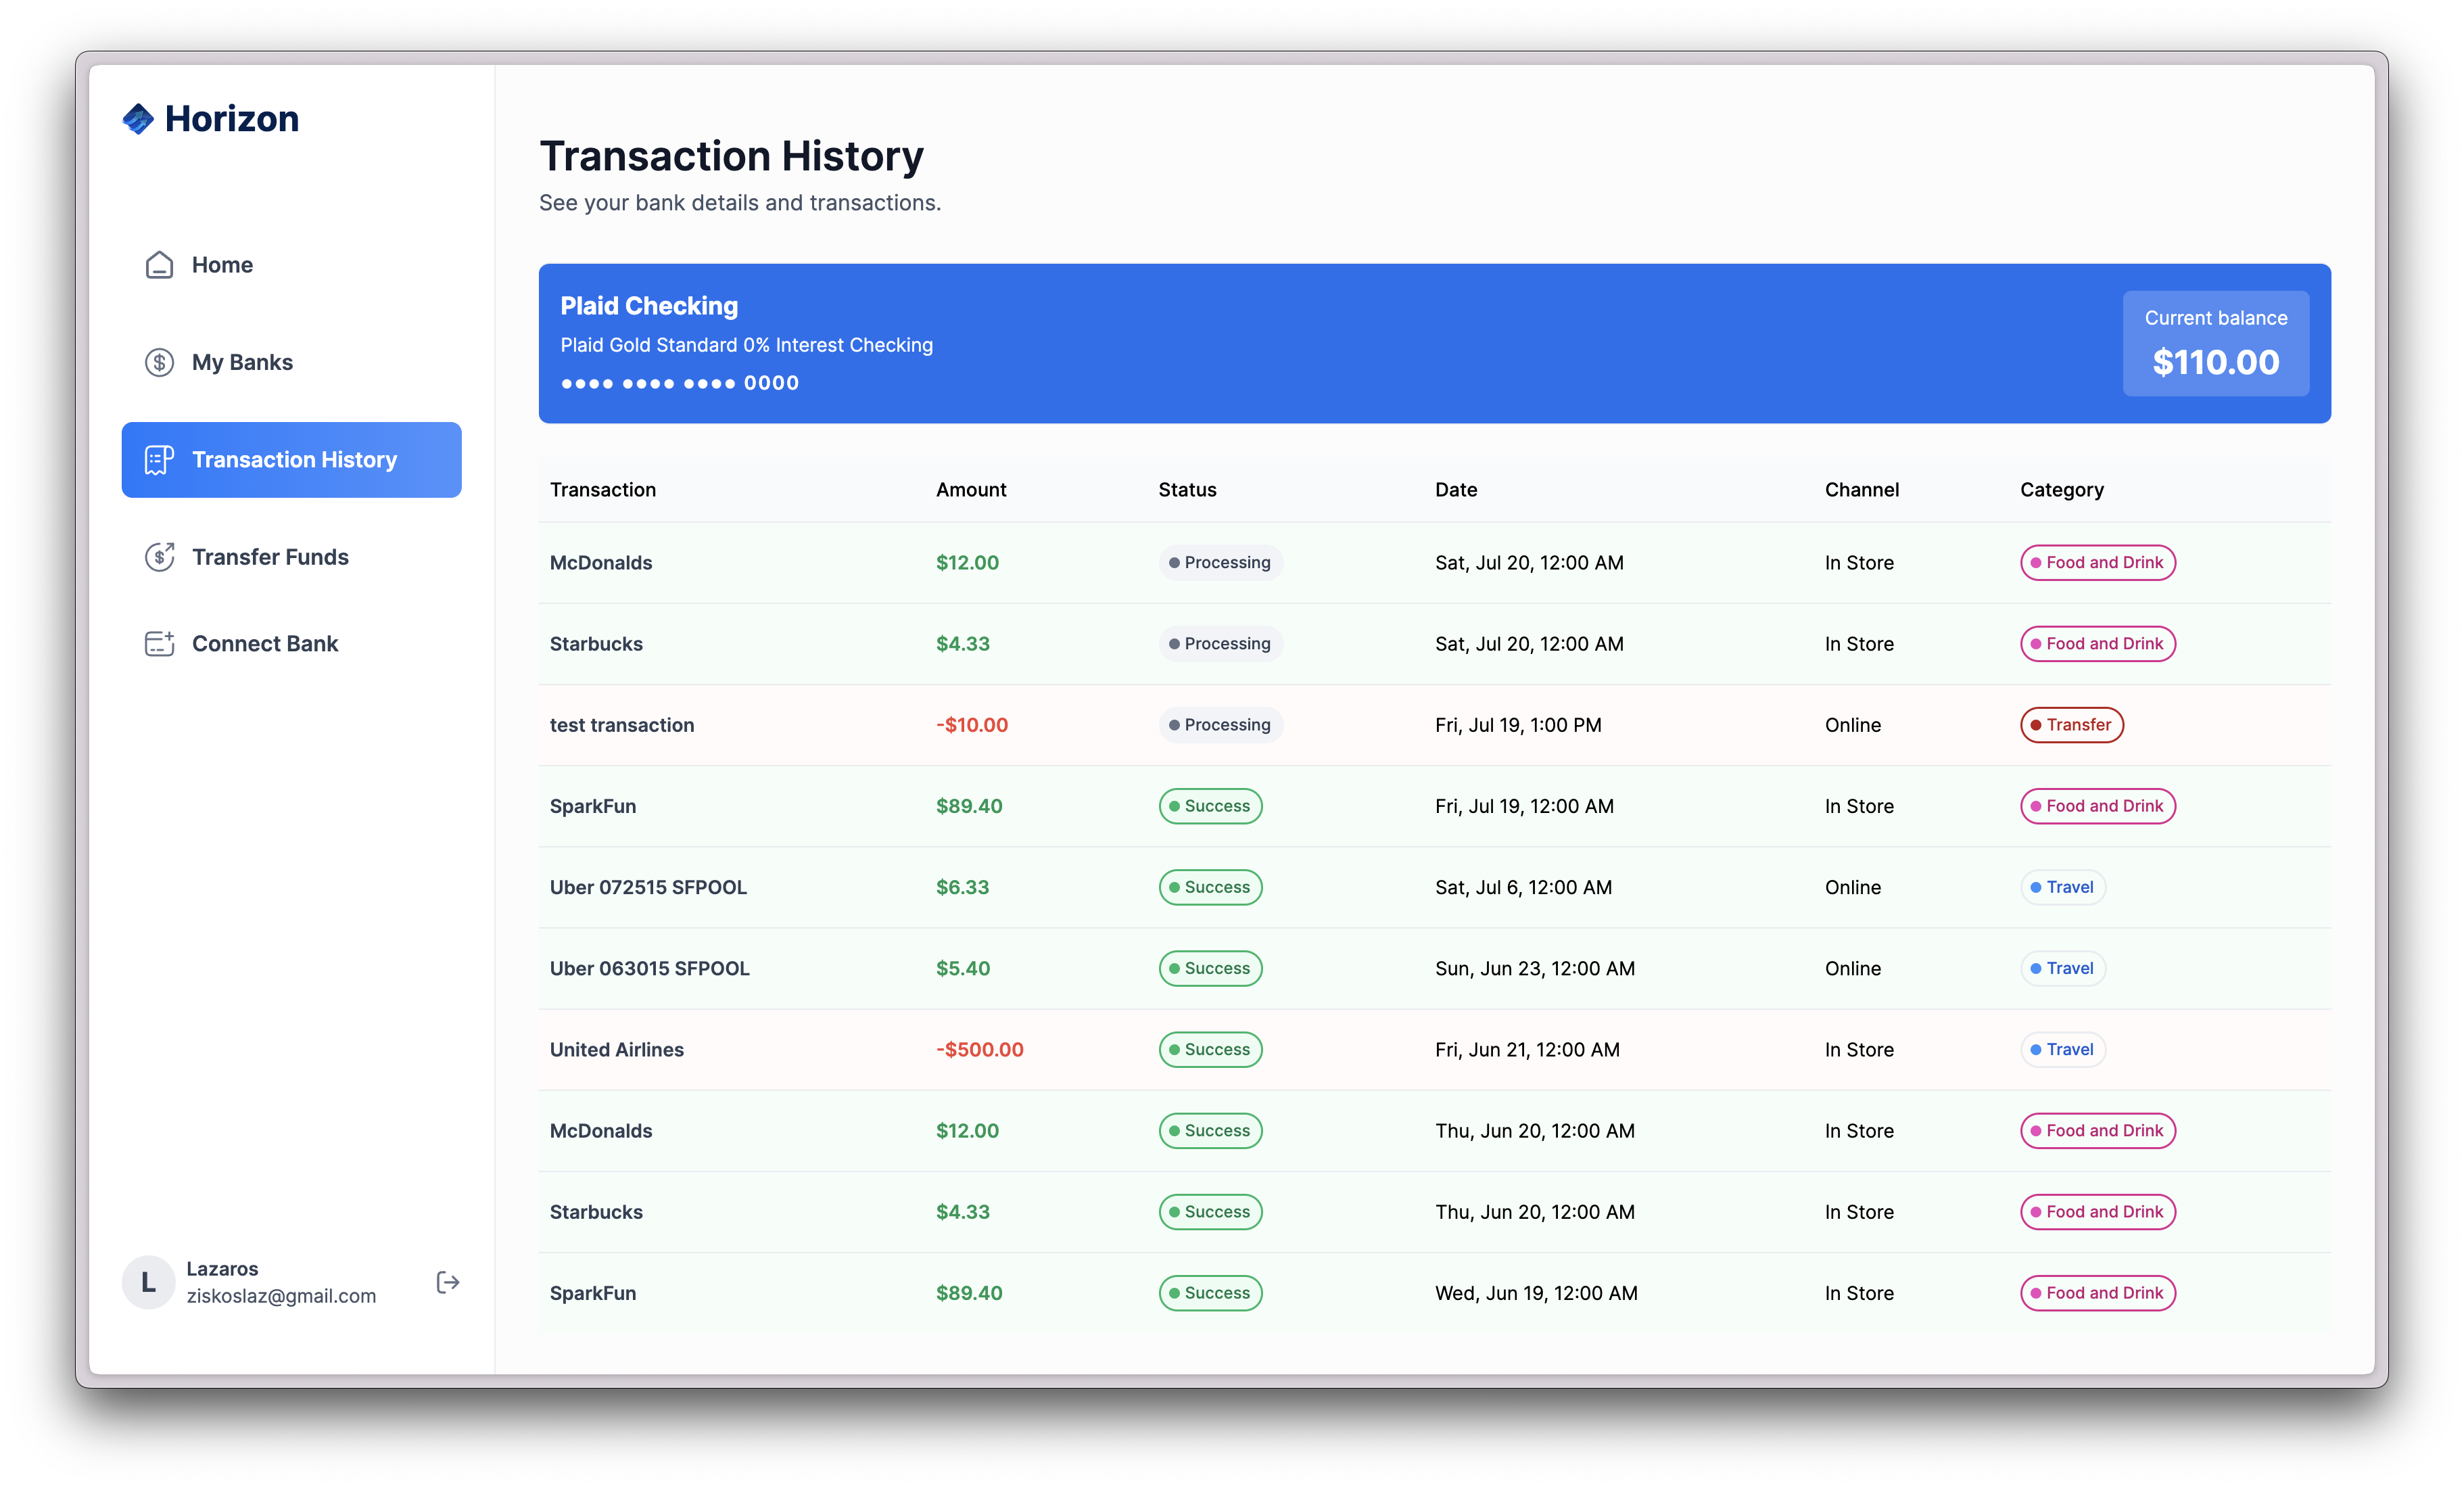 Horizon
Home
My Banks
Transaction History
Transfer Funds
Connect Bank
L
Lazaros
ziskoslaz@gmail.com
Transaction History
See your bank details and transactions.
Plaid Checking
Plaid Gold Standard 0% Interest Checking
●●●● ●●●● ●●●● 0000
Current balance
$110.00
Transaction Amount Status Date Channel Category
McDonalds $12.00 Processing Sat, Jul 20, 12:00 AM In Store Food and Drink
Starbucks $4.33 Processing Sat, Jul 20, 12:00 AM In Store Food and Drink
test transaction -$10.00 Processing Fri, Jul 19, 1:00 PM Online Transfer
SparkFun $89.40 Success Fri, Jul 19, 12:00 AM In Store Food and Drink
Uber 072515 SFPOOL $6.33 Success Sat, Jul 6, 12:00 AM Online Travel
Uber 063015 SFPOOL $5.40 Success Sun, Jun 23, 12:00 AM Online Travel
United Airlines -$500.00 Success Fri, Jun 21, 12:00 AM In Store Travel
McDonalds $12.00 Success Thu, Jun 20, 12:00 AM In Store Food and Drink
Starbucks $4.33 Success Thu, Jun 20, 12:00 AM In Store Food and Drink
SparkFun $89.40 Success Wed, Jun 19, 12:00 AM In Store Food and Drink